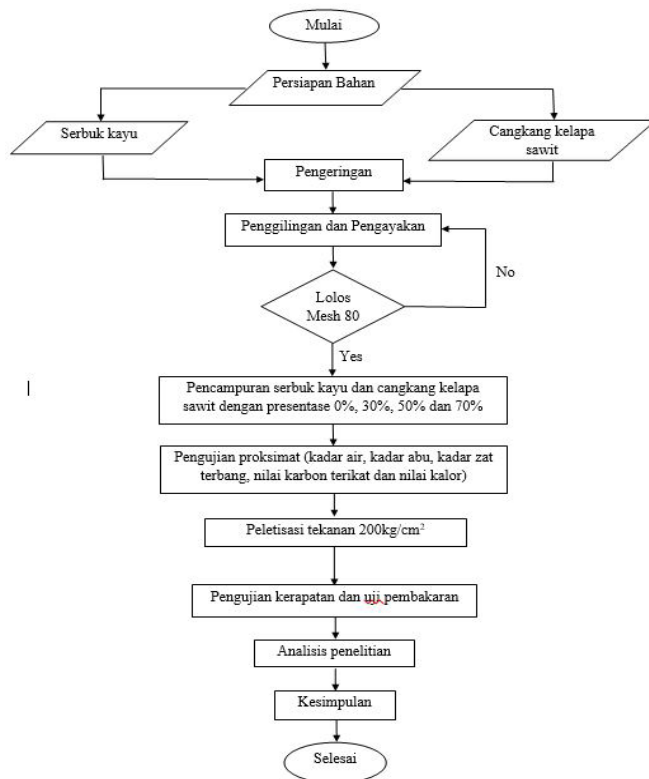 Mulai
Persiapan Bahan
Serbuk kayu
Cangkang kelapa
sawit
Pengeringan
Penggilingan dan Pengayakan
No
Lolos
Mesh 80
Yes
Pencampuran serbuk kayu dan cangkang kelapa
sawit dengan presentase 0%, 30%, 50% dan 70%
Pengujian proksimat (kadar air, kadar abu, kadar zat
terbang, nilai karbon terikat dan nilai kalor)
Peletisasi tekanan 200kg/cm²
Pengujian kerapatan dan uji pembakaran
Analisis penelitian
Kesimpulan
Selesai